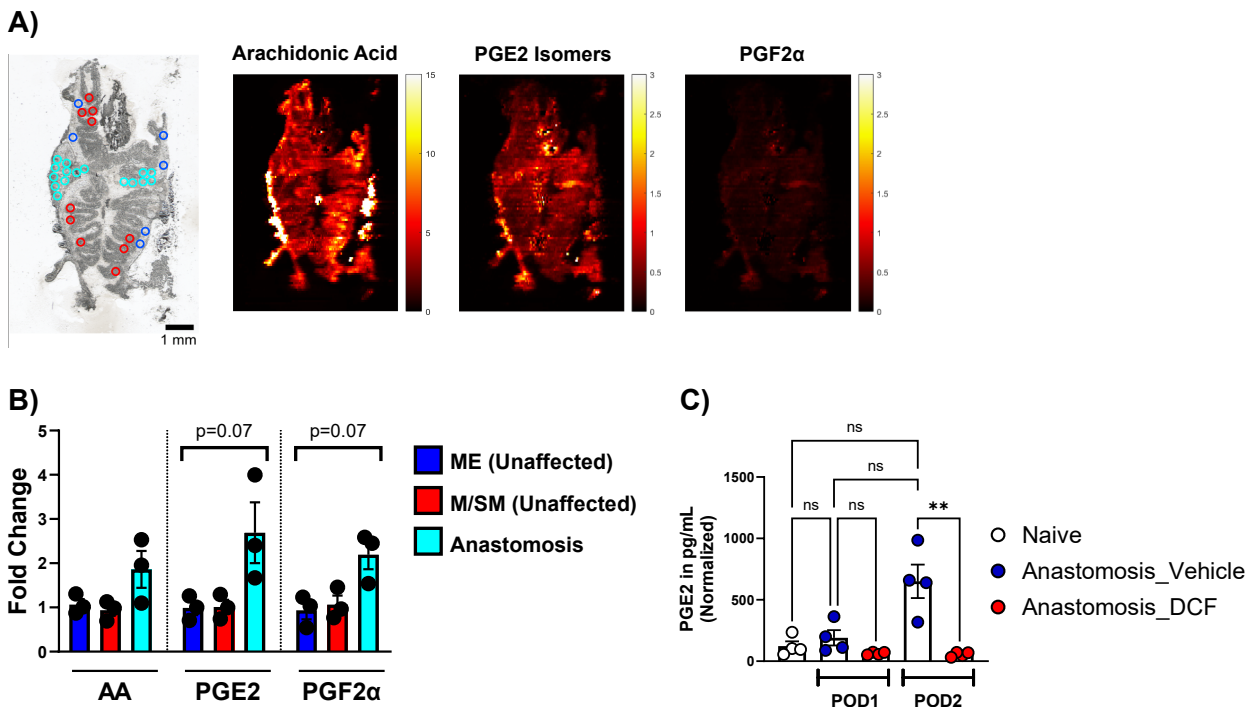 A)
Arachidonic Acid
PGE2 Isomers
PGF2α
15
10
5
0
3
2.5
2
1.5
1
0.5
0
3
2.5
2
1.5
1
0.5
0
1 mm
B)
Fold Change
5
4
3
2
1
0
p=0.07
p=0.07
AA
PGE2
PGF2α
ME (Unaffected)
M/SM (Unaffected)
Anastomosis
C)
PGE2 in pg/mL
(Normalized)
1500
1000
500
0
ns
ns
ns
ns
**
POD1
POD2
Naive
Anastomosis_Vehicle
Anastomosis_DCF